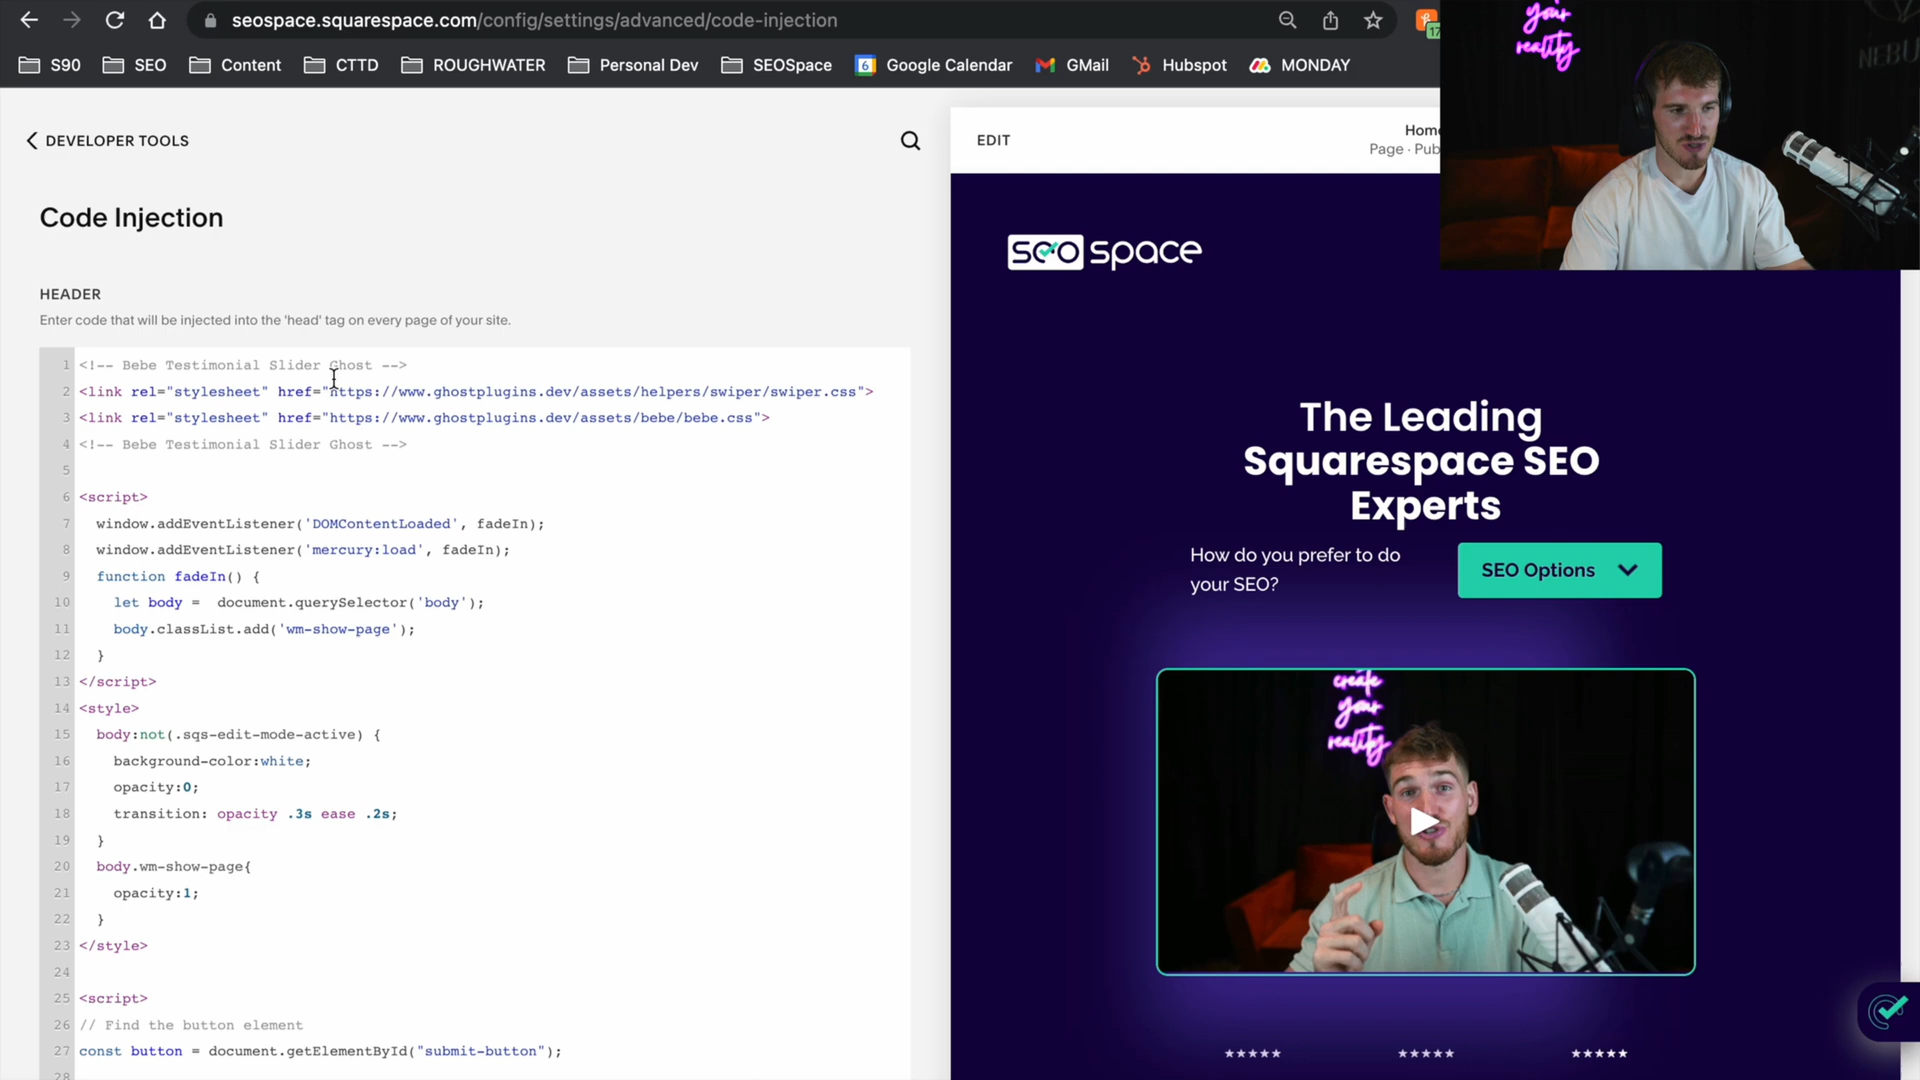 seospace.squarespace.com/config/settings/advanced/code-injection
17
S90
SEO
Content
CTTD
ROUGHWATER
Personal Dev
SEOSpace
6
Google Calendar
GMail
Hubspot
MONDAY
your
reality
NEBU
DEVELOPER TOOLS
EDIT
Home
Page · Pub
Code Injection
seo space
HEADER
Enter code that will be injected into the 'head' tag on every page of your site.
1 <!-- Bebe Testimonial Slider Ghost -->
2 <link rel="stylesheet" href="https://www.ghostplugins.dev/assets/helpers/swiper/swiper.css">
3 <link rel="stylesheet" href="https://www.ghostplugins.dev/assets/bebe/bebe.css">
4 <!-- Bebe Testimonial Slider Ghost -->
5
6 <script>
7 window.addEventListener('DOMContentLoaded', fadeIn);
8 window.addEventListener('mercury:load', fadeIn);
9 function fadeIn() {
10 let body =  document.querySelector('body');
11 body.classList.add('wm-show-page');
12 }
13 </script>
14 <style>
15 body:not(.sqs-edit-mode-active) {
16 background-color:white;
17 opacity:0;
18 transition: opacity .3s ease .2s;
19 }
20 body.wm-show-page{
21 opacity:1;
22 }
23 </style>
24
25 <script>
26 // Find the button element
27 const button = document.getElementById("submit-button");
28
The Leading
Squarespace SEO
Experts
How do you prefer to do
your SEO?
SEO Options
create
your
reality